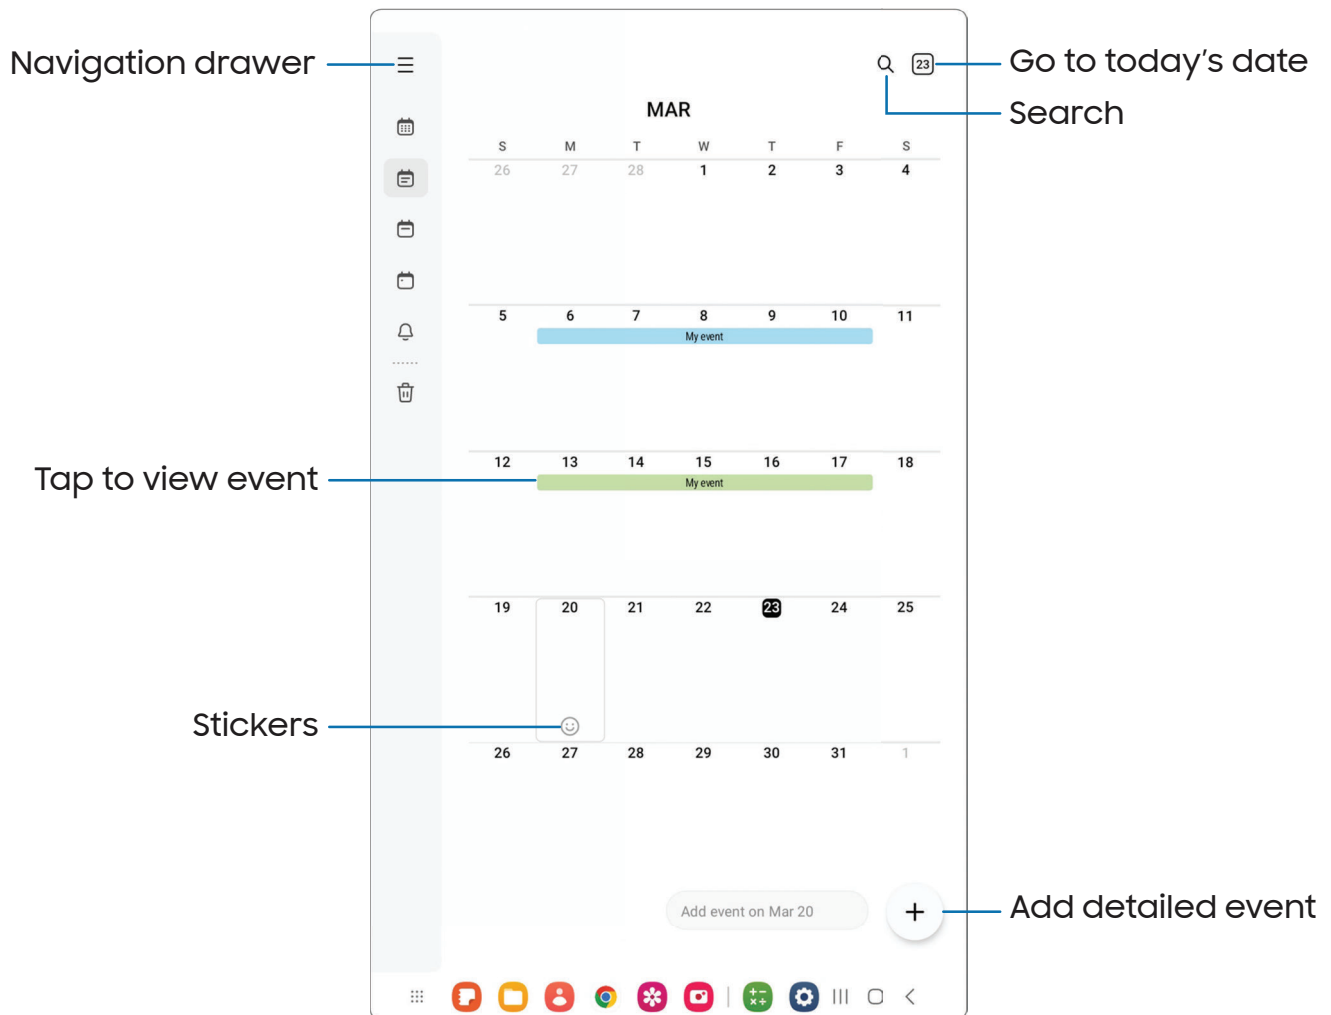 Navigation drawer
23
Go to today's date
Search
MAR
S M T W T F S
26 27 28 1 2 3 4
5 6 7 8 9 10 11
My event
12 13 14 15 16 17 18
Tap to view event
My event
19 20 21 22 23 24 25
Stickers
26 27 28 29 30 31 1
Add event on Mar 20
+
Add detailed event